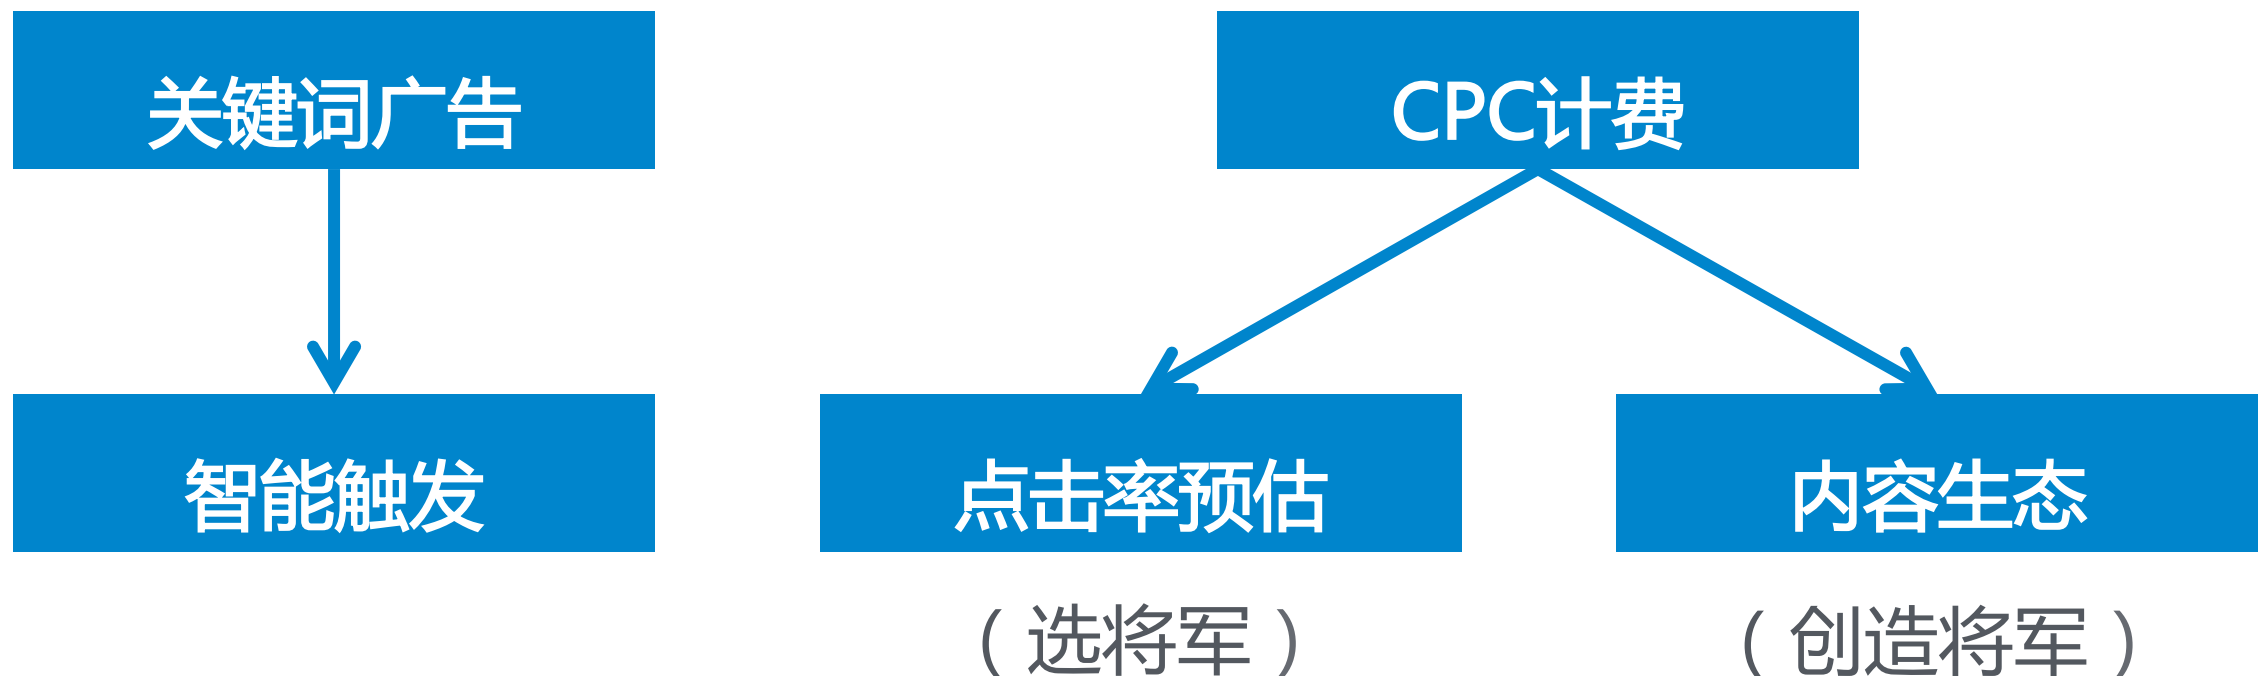 关键词广告
CPC计费
智能触发
点击率预估
内容生态
(选将军)
(创造将军)